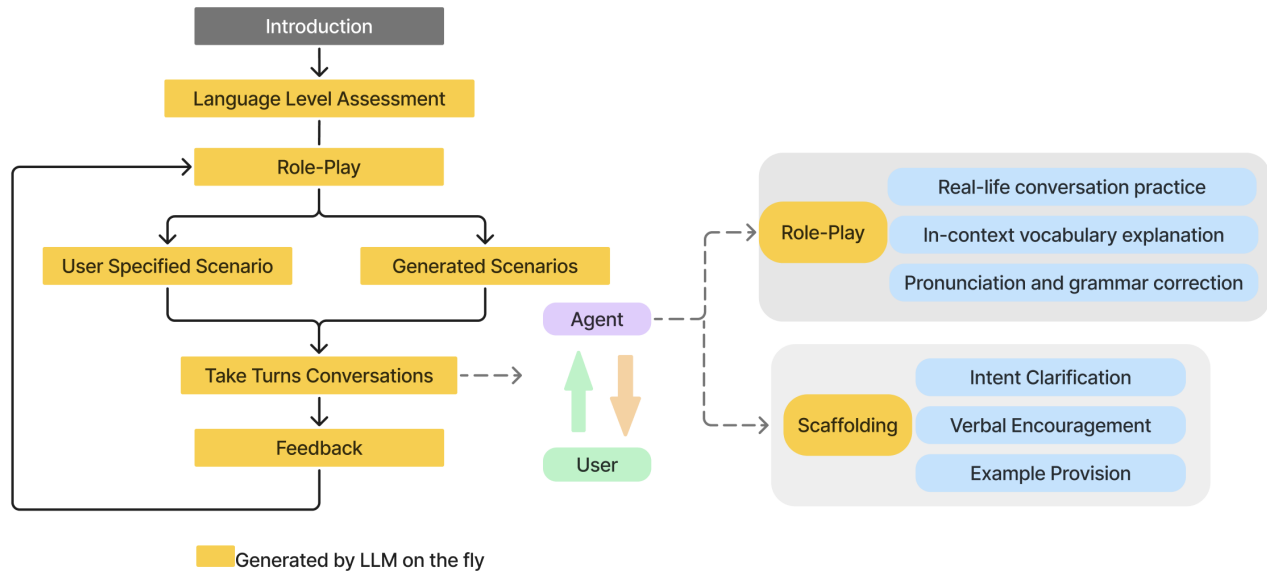 Introduction
Language Level Assessment
Role-Play
User Specified Scenario
Generated Scenarios
Take Turns Conversations
Feedback
Generated by LLM on the fly
Agent
User
Role-Play
Real-life conversation practice
In-context vocabulary explanation
Pronunciation and grammar correction
Scaffolding
Intent Clarification
Verbal Encouragement
Example Provision